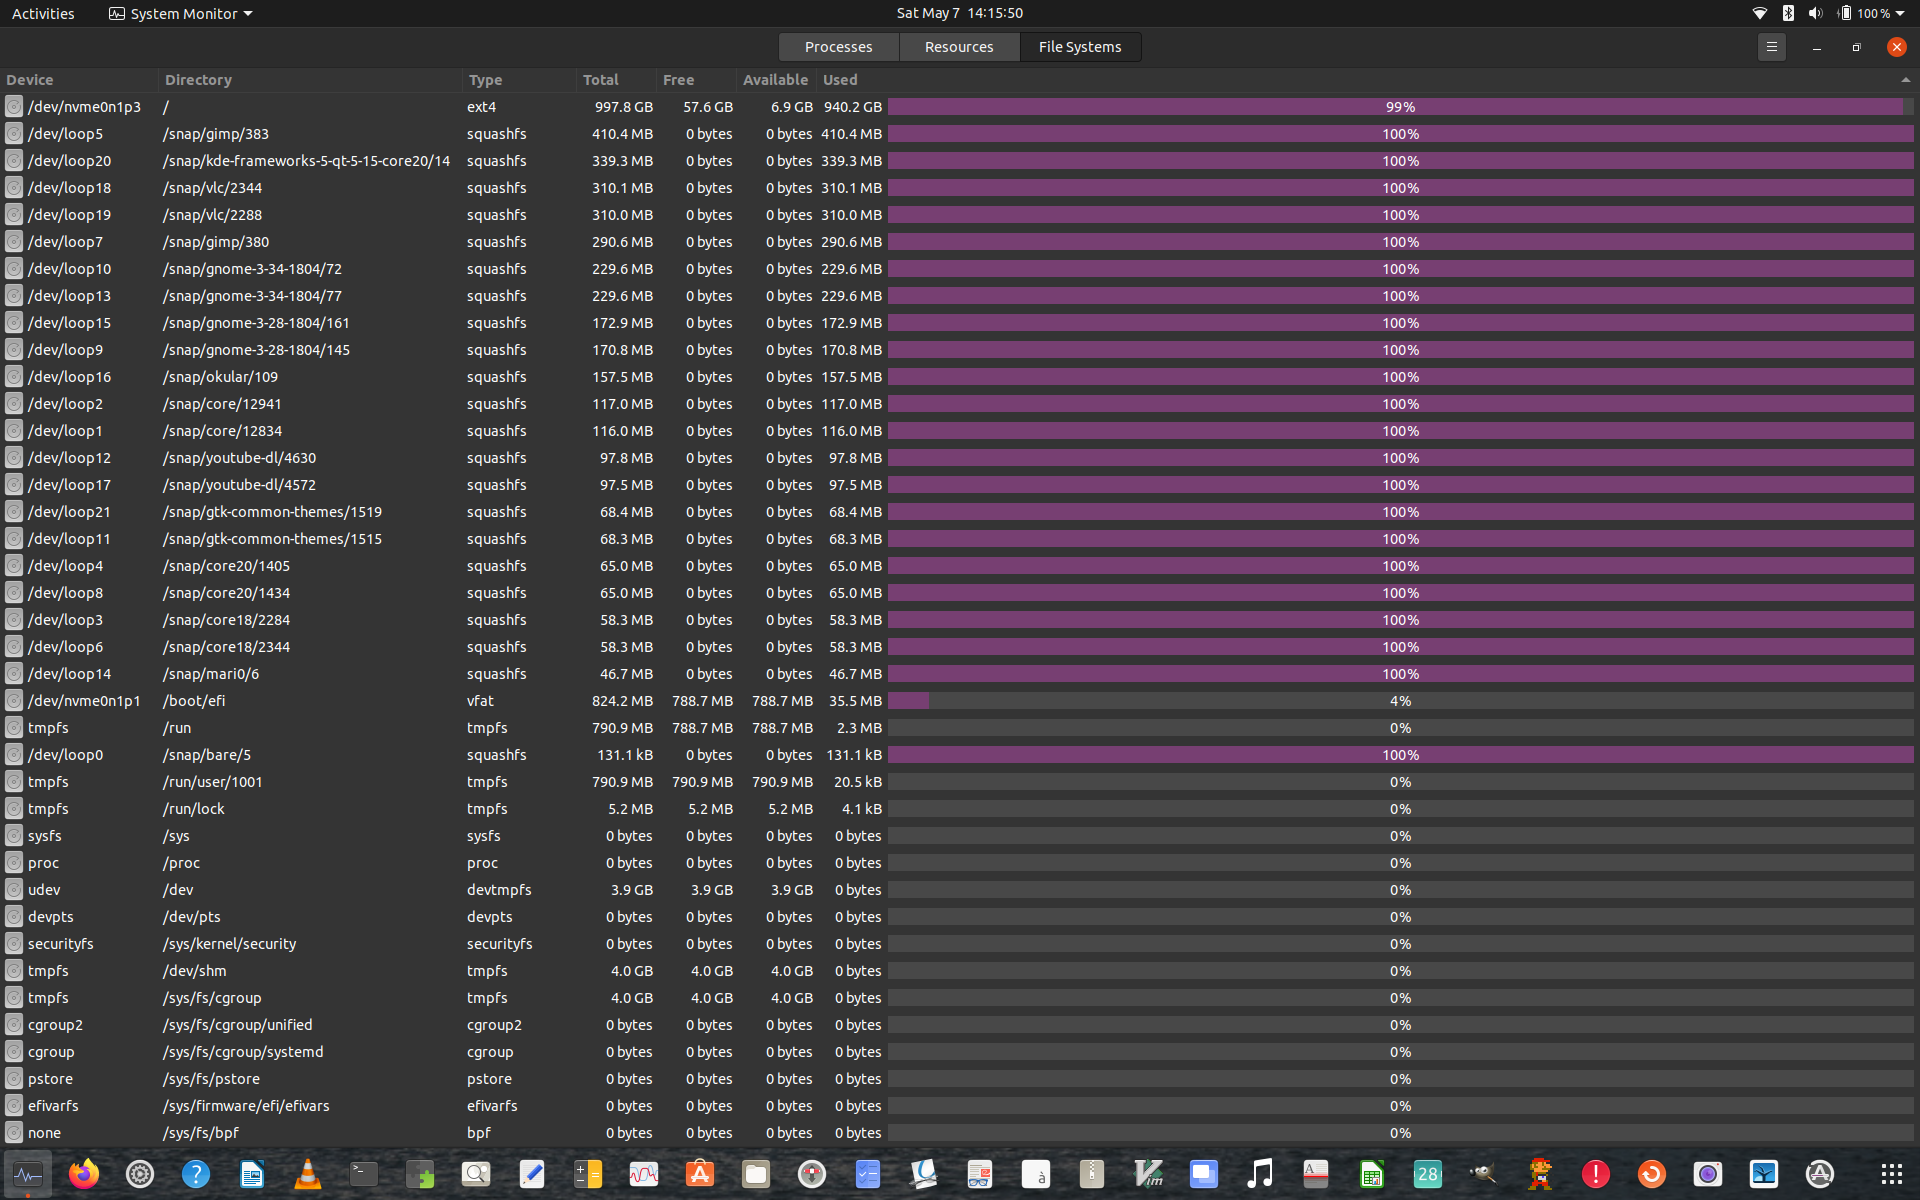 Activities System Monitor Sat May 7 14:15:50 100 %
Processes Resources File Systems
Device Directory Type Total Free Available Used
/dev/nvme0n1p3 / ext4 997.8 GB 57.6 GB 6.9 GB 940.2 GB 99%
/dev/loop5 /snap/gimp/383 squashfs 410.4 MB 0 bytes 0 bytes 410.4 MB 100%
/dev/loop20 /snap/kde-frameworks-5-qt-5-15-core20/14 squashfs 339.3 MB 0 bytes 0 bytes 339.3 MB 100%
/dev/loop18 /snap/vlc/2344 squashfs 310.1 MB 0 bytes 0 bytes 310.1 MB 100%
/dev/loop19 /snap/vlc/2288 squashfs 310.0 MB 0 bytes 0 bytes 310.0 MB 100%
/dev/loop7 /snap/gimp/380 squashfs 290.6 MB 0 bytes 0 bytes 290.6 MB 100%
/dev/loop10 /snap/gnome-3-34-1804/72 squashfs 229.6 MB 0 bytes 0 bytes 229.6 MB 100%
/dev/loop13 /snap/gnome-3-34-1804/77 squashfs 229.6 MB 0 bytes 0 bytes 229.6 MB 100%
/dev/loop15 /snap/gnome-3-28-1804/161 squashfs 172.9 MB 0 bytes 0 bytes 172.9 MB 100%
/dev/loop9 /snap/gnome-3-28-1804/145 squashfs 170.8 MB 0 bytes 0 bytes 170.8 MB 100%
/dev/loop16 /snap/okular/109 squashfs 157.5 MB 0 bytes 0 bytes 157.5 MB 100%
/dev/loop2 /snap/core/12941 squashfs 117.0 MB 0 bytes 0 bytes 117.0 MB 100%
/dev/loop1 /snap/core/12834 squashfs 116.0 MB 0 bytes 0 bytes 116.0 MB 100%
/dev/loop12 /snap/youtube-dl/4630 squashfs 97.8 MB 0 bytes 0 bytes 97.8 MB 100%
/dev/loop17 /snap/youtube-dl/4572 squashfs 97.5 MB 0 bytes 0 bytes 97.5 MB 100%
/dev/loop21 /snap/gtk-common-themes/1519 squashfs 68.4 MB 0 bytes 0 bytes 68.4 MB 100%
/dev/loop11 /snap/gtk-common-themes/1515 squashfs 68.3 MB 0 bytes 0 bytes 68.3 MB 100%
/dev/loop4 /snap/core20/1405 squashfs 65.0 MB 0 bytes 0 bytes 65.0 MB 100%
/dev/loop8 /snap/core20/1434 squashfs 65.0 MB 0 bytes 0 bytes 65.0 MB 100%
/dev/loop3 /snap/core18/2284 squashfs 58.3 MB 0 bytes 0 bytes 58.3 MB 100%
/dev/loop6 /snap/core18/2344 squashfs 58.3 MB 0 bytes 0 bytes 58.3 MB 100%
/dev/loop14 /snap/mari0/6 squashfs 46.7 MB 0 bytes 0 bytes 46.7 MB 100%
/dev/nvme0n1p1 /boot/efi vfat 824.2 MB 788.7 MB 788.7 MB 35.5 MB 4%
tmpfs /run tmpfs 790.9 MB 788.7 MB 788.7 MB 2.3 MB 0%
/dev/loop0 /snap/bare/5 squashfs 131.1 kB 0 bytes 0 bytes 131.1 kB 100%
tmpfs /run/user/1001 tmpfs 790.9 MB 790.9 MB 790.9 MB 20.5 kB 0%
tmpfs /run/lock tmpfs 5.2 MB 5.2 MB 5.2 MB 4.1 kB 0%
sysfs /sys sysfs 0 bytes 0 bytes 0 bytes 0 bytes 0%
proc /proc proc 0 bytes 0 bytes 0 bytes 0 bytes 0%
udev /dev devtmpfs 3.9 GB 3.9 GB 3.9 GB 0 bytes 0%
devpts /dev/pts devpts 0 bytes 0 bytes 0 bytes 0 bytes 0%
securityfs /sys/kernel/security securityfs 0 bytes 0 bytes 0 bytes 0 bytes 0%
tmpfs /dev/shm tmpfs 4.0 GB 4.0 GB 4.0 GB 0 bytes 0%
tmpfs /sys/fs/cgroup tmpfs 4.0 GB 4.0 GB 4.0 GB 0 bytes 0%
cgroup2 /sys/fs/cgroup/unified cgroup2 0 bytes 0 bytes 0 bytes 0 bytes 0%
cgroup /sys/fs/cgroup/systemd cgroup 0 bytes 0 bytes 0 bytes 0 bytes 0%
pstore /sys/fs/pstore pstore 0 bytes 0 bytes 0 bytes 0 bytes 0%
efivarfs /sys/firmware/efi/efivars efivarfs 0 bytes 0 bytes 0 bytes 0 bytes 0%
none /sys/fs/bpf bpf 0 bytes 0 bytes 0 bytes 0 bytes 0%
à Vim A 28